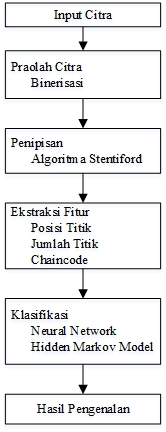 Input Citra
Praolah Citra
Binerisasi
Penipisan
Algoritma Stentiford
Ekstraksi Fitur
Posisi Titik
Jumlah Titik
Chaincode
Klasifikasi
Neural Network
Hidden Markov Model
Hasil Pengenalan